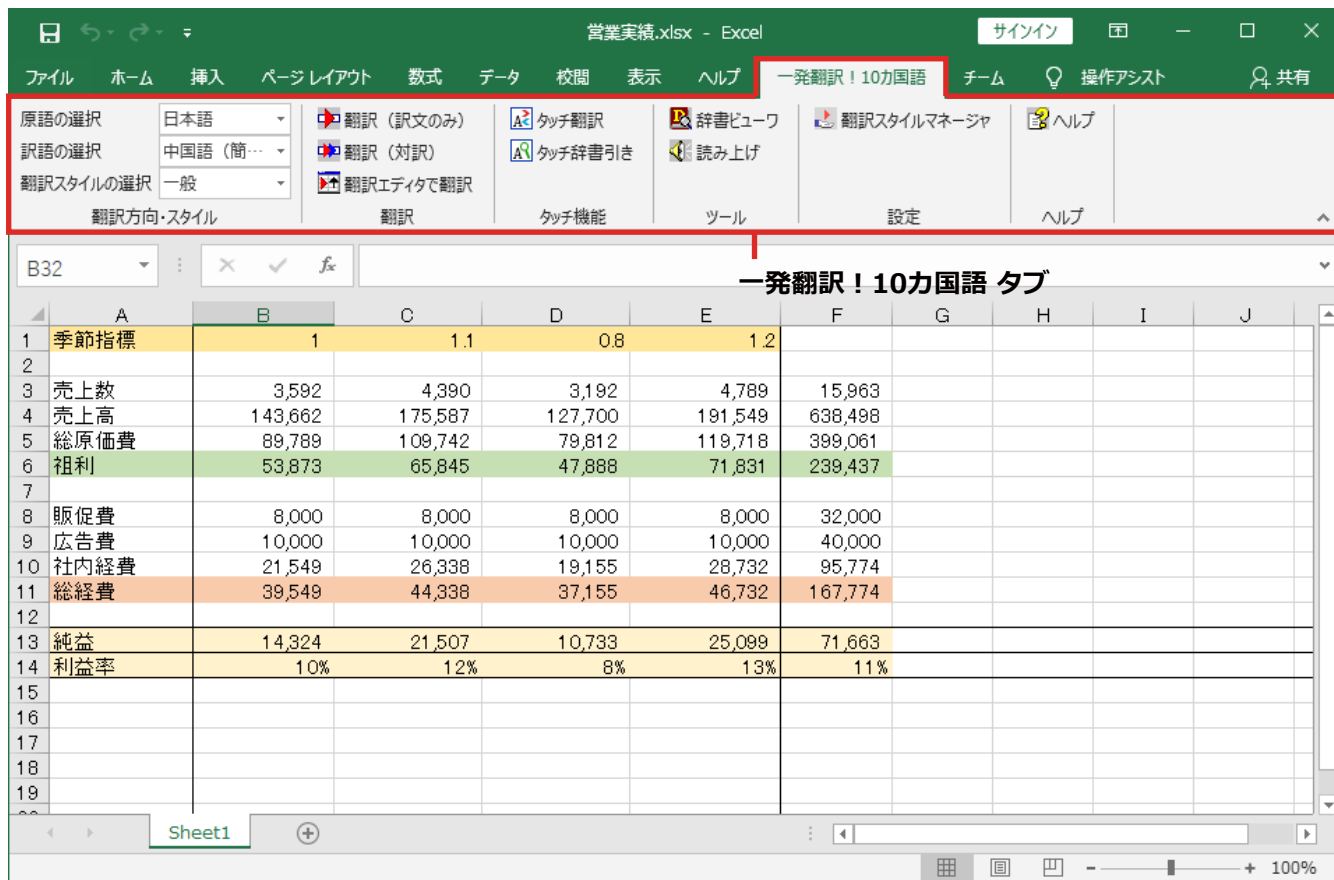 営業実績.xlsx - Excel サインイン
ファイル ホーム 挿入 ページ レイアウト 数式 データ 校閲 表示 ヘルプ 一発翻訳！10カ国語 チーム 操作アシスト 共有
原語の選択 日本語 翻訳（訳文のみ） タッチ翻訳 辞書ビューワ 翻訳スタイルマネージャ ヘルプ
訳語の選択 中国語（簡… 翻訳（対訳） タッチ辞書引き 読み上げ
翻訳スタイルの選択 一般 翻訳エディタで翻訳
翻訳方向・スタイル 翻訳 タッチ機能 ツール 設定 ヘルプ
B32 fx
一発翻訳！10カ国語 タブ
A B C D E F G H I J
1 季節指標 1 1.1 0.8 1.2
2
3 売上数 3,592 4,390 3,192 4,789 15,963
4 売上高 143,662 175,587 127,700 191,549 638,498
5 総原価費 89,789 109,742 79,812 119,718 399,061
6 祖利 53,873 65,845 47,888 71,831 239,437
7
8 販促費 8,000 8,000 8,000 8,000 32,000
9 広告費 10,000 10,000 10,000 10,000 40,000
10 社内経費 21,549 26,338 19,155 28,732 95,774
11 総経費 39,549 44,338 37,155 46,732 167,774
12
13 純益 14,324 21,507 10,733 25,099 71,663
14 利益率 10% 12% 8% 13% 11%
15
16
17
18
19
Sheet1
100%